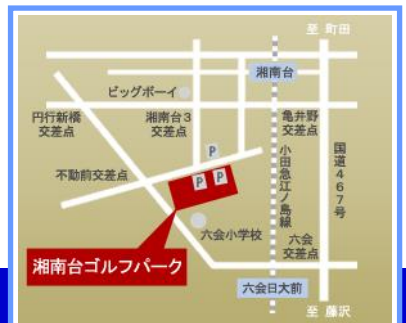 至 町田
湘南台
ビッグボーイ
円行新橋
交差点
湘南台3
交差点
亀井野
交差点
P
不動前交差点
P P
小田急江ノ島線
国道467号
六会小学校
六会
交差点
湘南台ゴルフパーク
六会日大前
至 藤沢